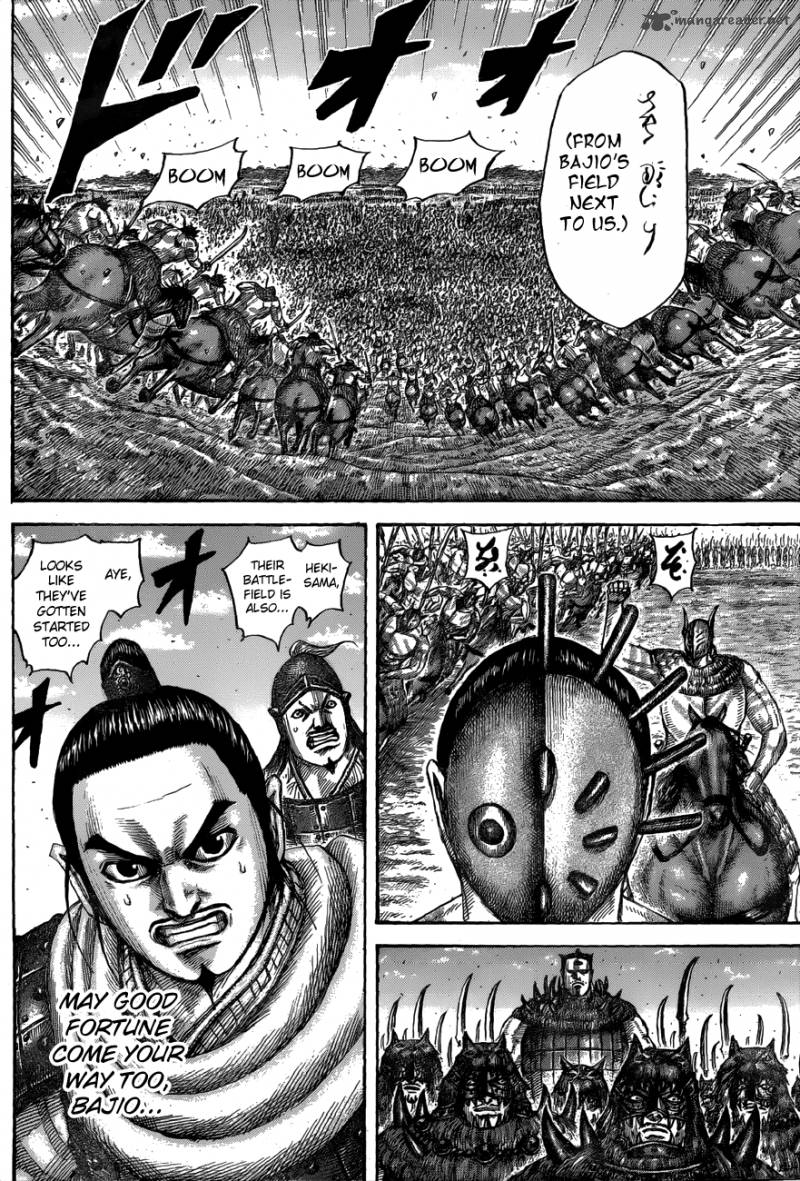 mangareader.net
(FROM
BAJIO'S
FIELD
NEXT
TO US.)
BOOM
BOOM
BOOM
ドオオ
HEKI-
SAMA,
THEIR
BATTLE-
FIELD IS
ALSO...
AYE,
LOOKS
LIKE
THEY'VE
GOTTEN
STARTED
TOO...
オ
オ
MAY GOOD
FORTUNE
COME YOUR
WAY TOO,
BAJIO...